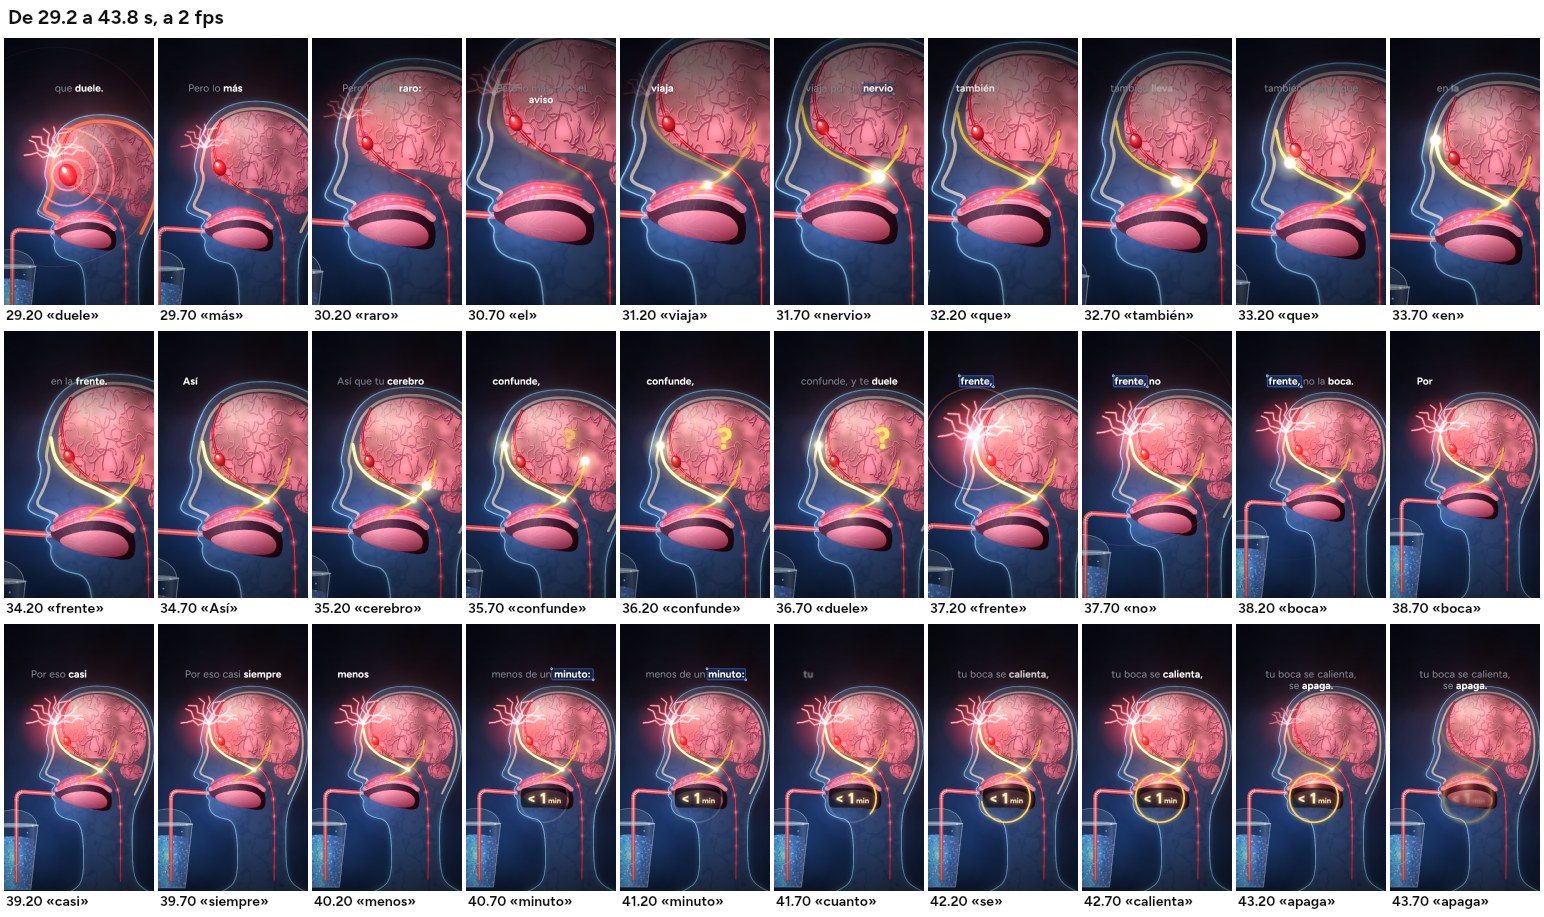 De 29.2 a 43.8 s, a 2 fps
que duele.
Pero lo más
raro:
aviso
viaja
nervio
también
en la
29.20 «duele»
29.70 «más»
30.20 «raro»
30.70 «el»
31.20 «viaja»
31.70 «nervio»
32.20 «que»
32.70 «también»
33.20 «que»
33.70 «en»
en la frente.
Así
Así que tu cerebro
confunde,
confunde,
confunde, y te duele
frente,
frente, no
frente, no la boca.
Por
?
?
?
34.20 «frente»
34.70 «Así»
35.20 «cerebro»
35.70 «confunde»
36.20 «confunde»
36.70 «duele»
37.20 «frente»
37.70 «no»
38.20 «boca»
38.70 «boca»
Por eso casi
Por eso casi siempre
menos
menos de un minuto:
menos de un minuto:
tu
tu boca se calienta,
tu boca se calienta,
tu boca se calienta,
se apaga.
tu boca se calienta,
se apaga.
< 1 min
< 1 min
< 1 min
< 1 min
< 1 min
< 1 min
39.20 «casi»
39.70 «siempre»
40.20 «menos»
40.70 «minuto»
41.20 «minuto»
41.70 «cuanto»
42.20 «se»
42.70 «calienta»
43.20 «apaga»
43.70 «apaga»